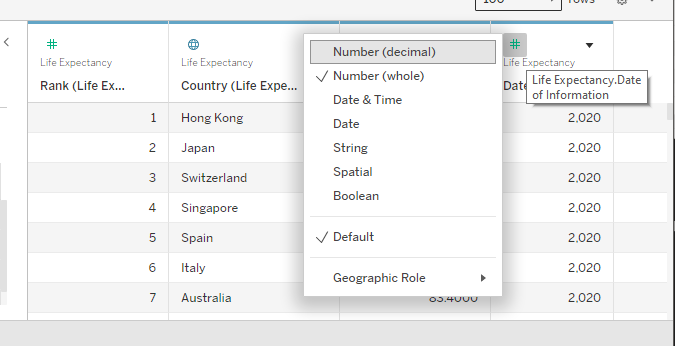 100 rows
Life Expectancy
Rank (Life Ex...
Life Expectancy
Country (Life Expe...
Life Expectancy
Date
Number (decimal)
Number (whole)
Date & Time
Date
String
Spatial
Boolean
Default
Geographic Role
Life Expectancy.Date
of Information
1 Hong Kong 2,020
2 Japan 2,020
3 Switzerland 2,020
4 Singapore 2,020
5 Spain 2,020
6 Italy 2,020
7 Australia 83.4000 2,020